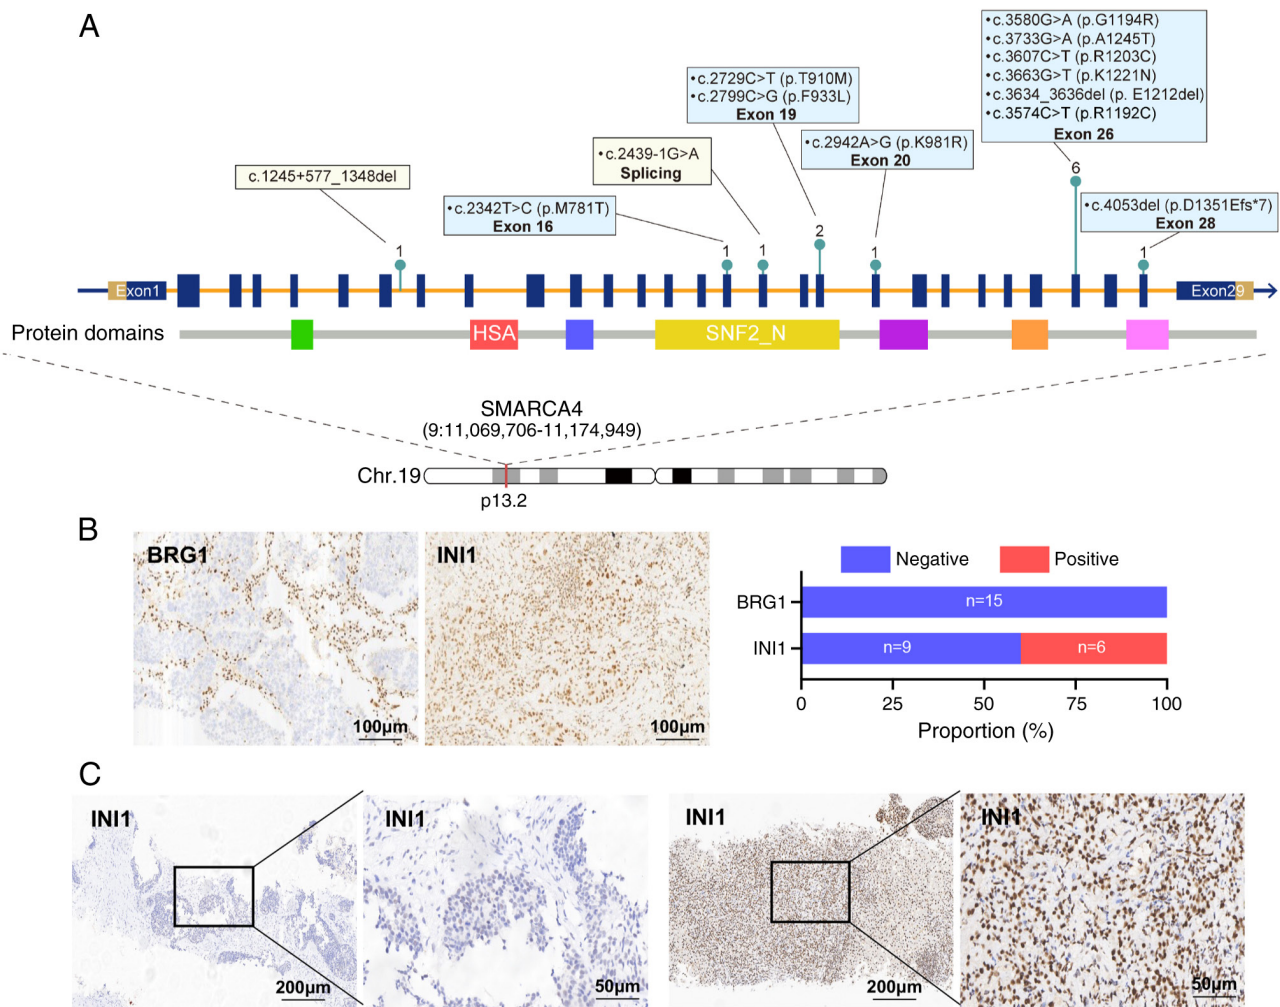 A
•c.3580G>A (p.G1194R)
•c.3733G>A (p.A1245T)
•c.3607C>T (p.R1203C)
•c.3663G>T (p.K1221N)
•c.3634_3636del (p. E1212del)
•c.3574C>T (p.R1192C)
Exon 26
•c.2729C>T (p.T910M)
•c.2799C>G (p.F933L)
Exon 19
•c.2942A>G (p.K981R)
Exon 20
•c.2439-1G>A
Splicing
c.1245+577_1348del
•c.2342T>C (p.M781T)
Exon 16
•c.4053del (p.D1351Efs*7)
Exon 28
1 1 1 2 1 6 1
Exon1 Exon29
Protein domains HSA SNF2_N
SMARCA4
(9:11,069,706-11,174,949)
Chr.19
p13.2
B
BRG1
100µm
INI1
100µm
Negative Positive
BRG1 n=15
INI1 n=9 n=6
0 25 50 75 100
Proportion (%)
C
INI1
200µm
INI1
50µm
INI1
200µm
INI1
50µm